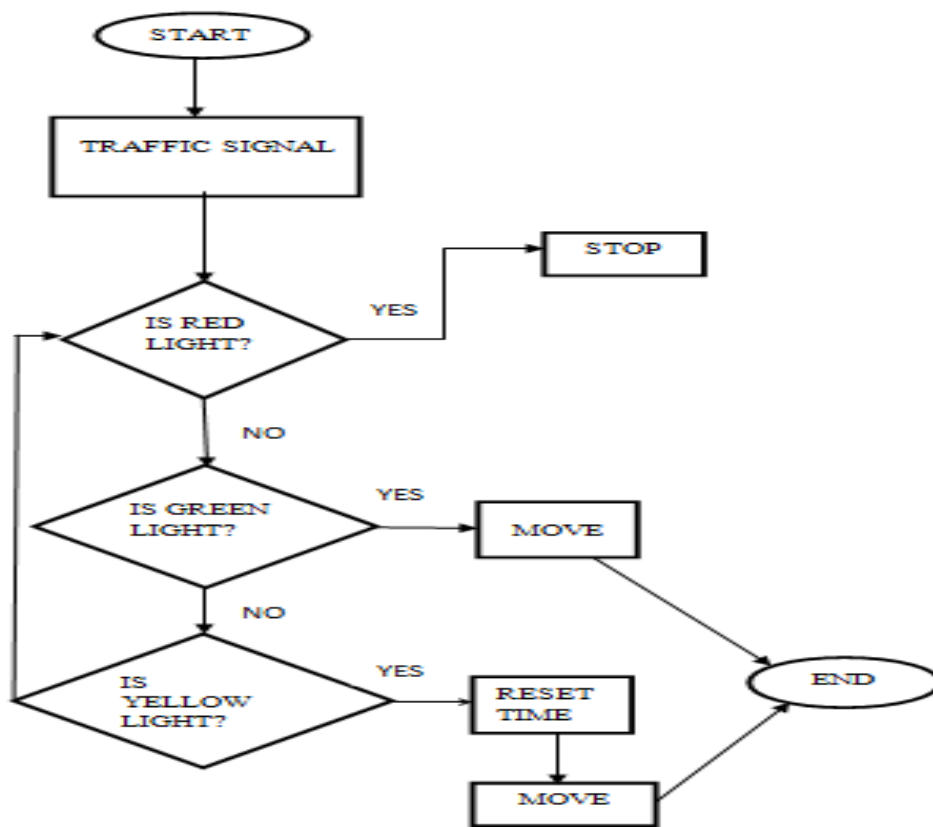 START
TRAFFIC SIGNAL
STOP
YES
IS RED
LIGHT?
NO
YES
IS GREEN
LIGHT?
MOVE
NO
YES
IS
YELLOW
LIGHT?
RESET
TIME
END
MOVE